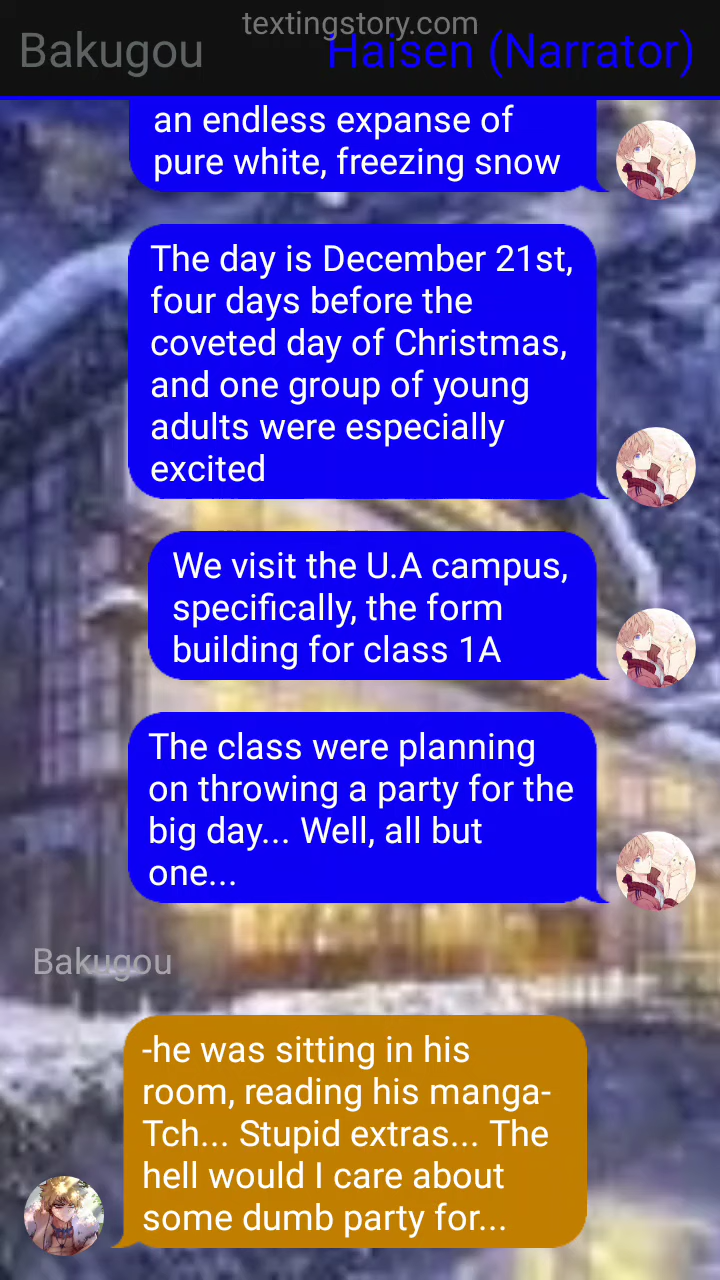 textingstory.com
Bakugou
Haisen (Narrator)
an endless expanse of
pure white, freezing snow
The day is December 21st,
four days before the
coveted day of Christmas,
and one group of young
adults were especially
excited
We visit the U.A campus,
specifically, the form
building for class 1A
The class were planning
on throwing a party for the
big day... Well, all but
one...
Bakugou
-he was sitting in his
room, reading his manga-
Tch... Stupid extras... The
hell would I care about
some dumb party for...